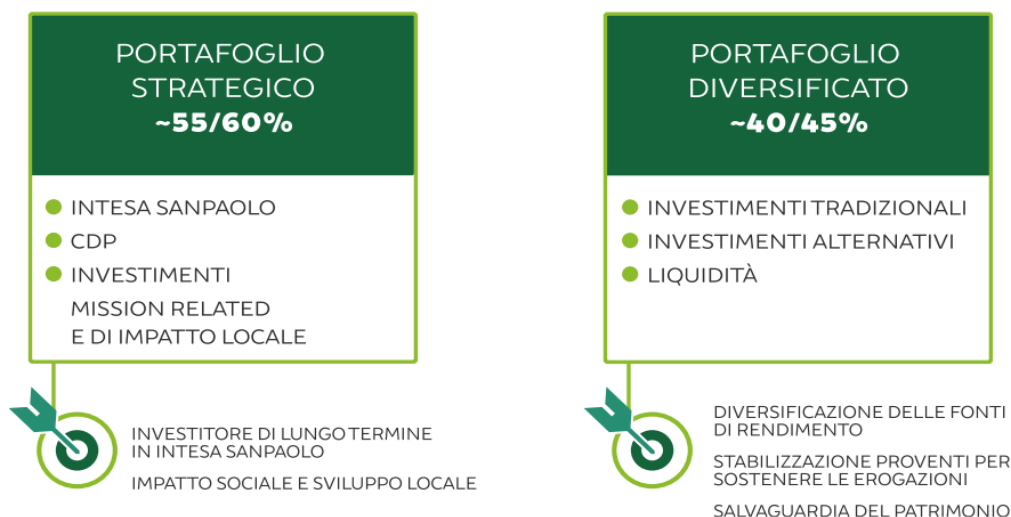 PORTAFOGLIO
STRATEGICO
~55/60%
INTESA SANPAOLO
CDP
INVESTIMENTI
MISSION RELATED
E DI IMPATTO LOCALE
INVESTITORE DI LUNGO TERMINE
IN INTESA SANPAOLO
IMPATTO SOCIALE E SVILUPPO LOCALE
PORTAFOGLIO
DIVERSIFICATO
~40/45%
INVESTIMENTI TRADIZIONALI
INVESTIMENTI ALTERNATIVI
LIQUIDITÀ
DIVERSIFICAZIONE DELLE FONTI
DI RENDIMENTO
STABILIZZAZIONE PROVENTI PER
SOSTENERE LE EROGAZIONI
SALVAGUARDIA DEL PATRIMONIO